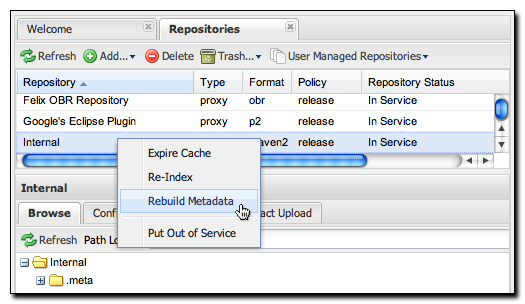 Welcome Repositories
Refresh Add... Delete Trash... User Managed Repositories
Repository Type Format Policy Repository Status
Felix OBR Repository proxy obr release In Service
Google's Eclipse Plugin proxy p2 release In Service
Internal aven2 release In Service
Expire Cache
Re-Index
Rebuild Metadata
Put Out of Service
Internal
Browse Conf act Upload
Refresh Path Lo
Internal
.meta